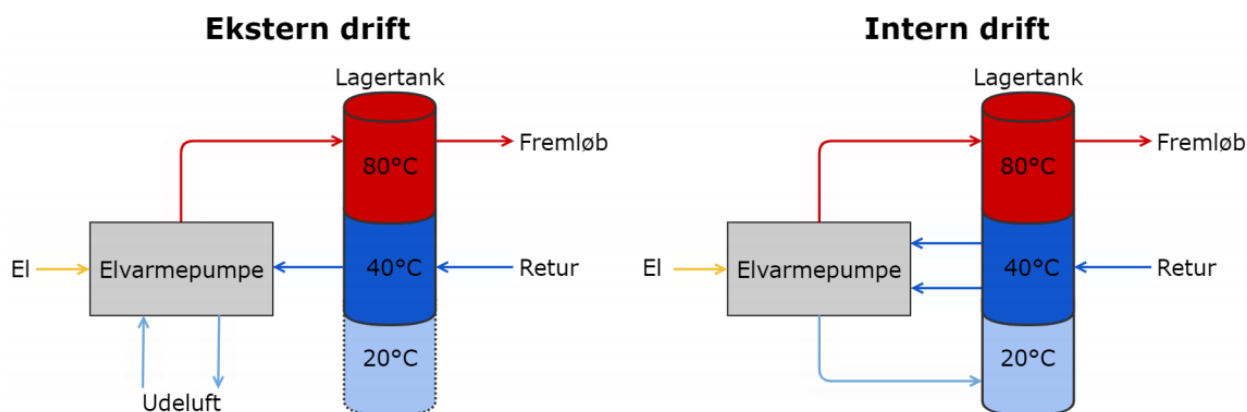 Ekstern drift
Lagertank
Fremløb
80°C
El
Elvarmepumpe
40°C
Retur
20°C
Udeluft
Intern drift
Lagertank
Fremløb
80°C
El
Elvarmepumpe
40°C
Retur
20°C